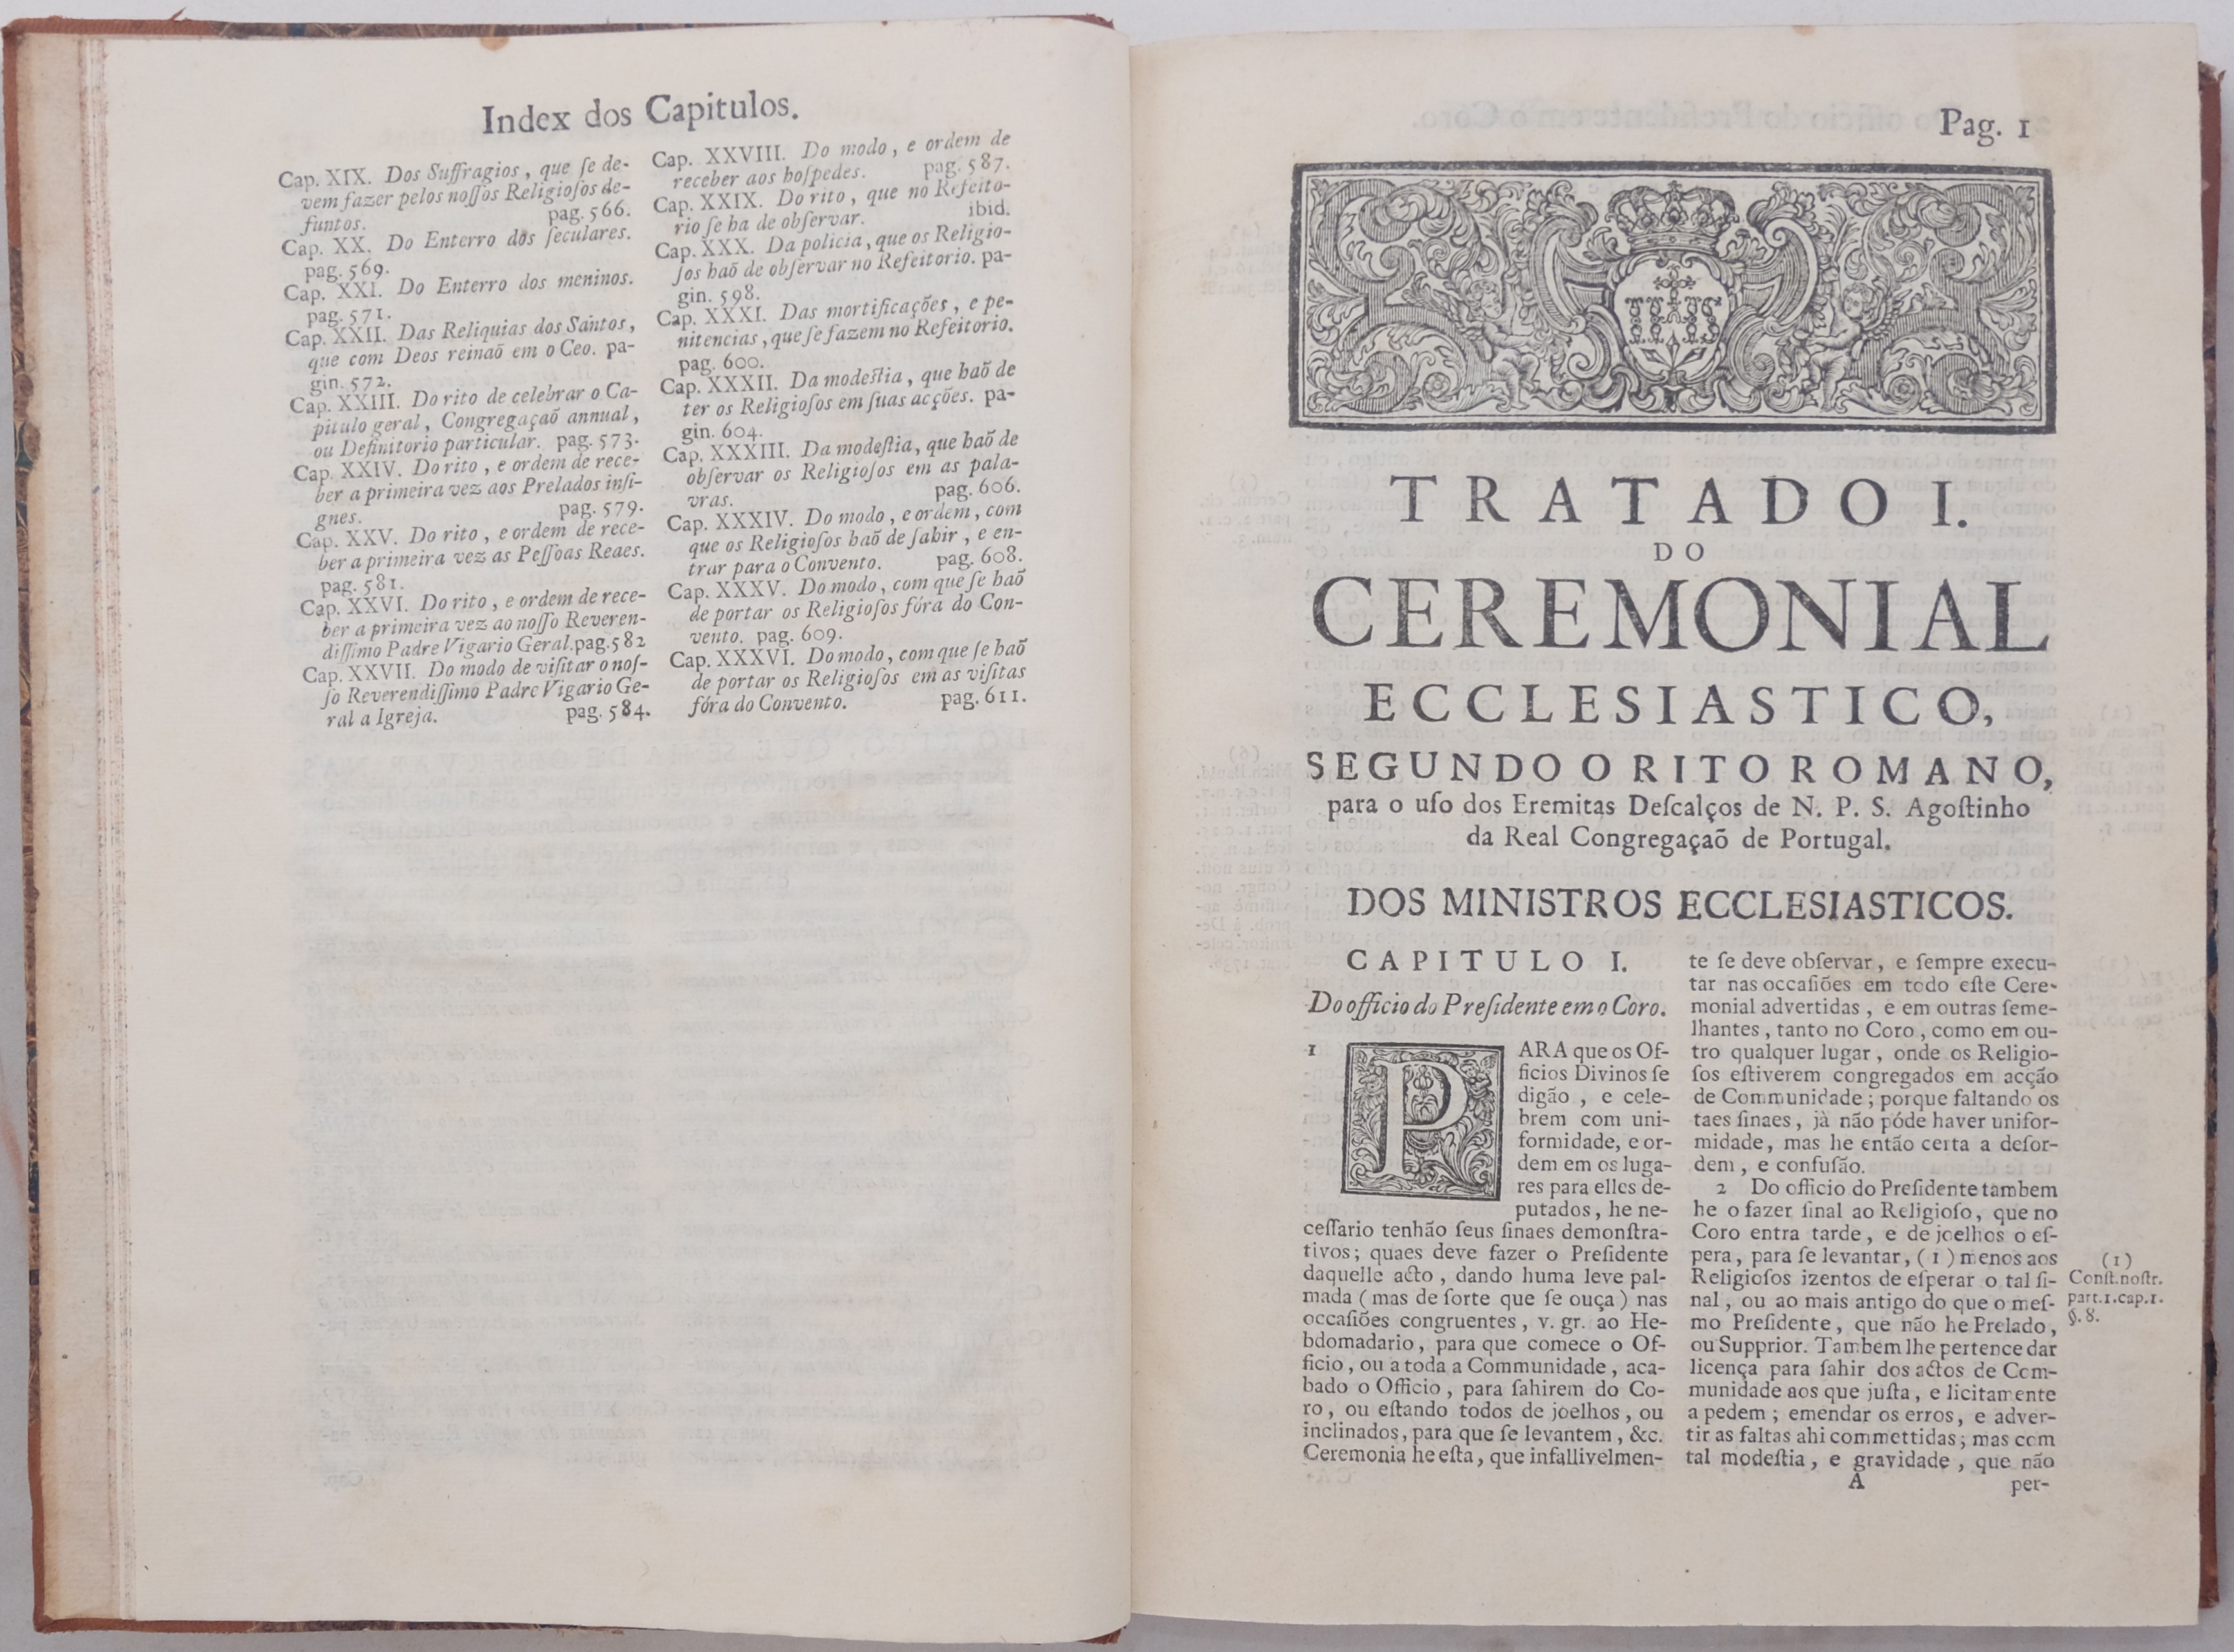 Index dos Capitulos.
Cap. XIX. Dos Suffragios, que ſe de-
vem fazer pelos noſſos Religioſos de-
funtos. pag. 566.
Cap. XX. Do Enterro dos ſeculares.
pag. 569.
Cap. XXI. Do Enterro dos meninos.
pag. 571.
Cap. XXII. Das Reliquias dos Santos,
que com Deos reinaõ em o Ceo. pa-
gin. 572.
Cap. XXIII. Do rito de celebrar o Ca-
pitulo geral, Congregaçaõ annual,
ou Definitorio particular. pag. 573.
Cap. XXIV. Do rito, e ordem de rece-
ber a primeira vez aos Prelados inſi-
gnes. pag. 579.
Cap. XXV. Do rito, e ordem de rece-
ber a primeira vez as Peſſoas Reaes.
pag. 581.
Cap. XXVI. Do rito, e ordem de rece-
ber a primeira vez ao noſſo Reveren-
diſſimo Padre Vigario Geral. pag. 582
Cap. XXVII. Do modo de viſitar o noſ-
ſo Reverendiſſimo Padre Vigario Ge-
ral a Igreja. pag. 584.
Cap. XXVIII. Do modo, e ordem de
receber aos hoſpedes. pag. 587.
Cap. XXIX. Do rito, que no Refeito-
rio ſe ha de obſervar. ibid.
Cap. XXX. Da policia, que os Religio-
ſos haõ de obſervar no Refeitorio. pa-
gin. 598.
Cap. XXXI. Das mortificações, e pe-
nitencias, que ſe fazem no Refeitorio.
pag. 600.
Cap. XXXII. Da modeſtia, que haõ de
ter os Religioſos em ſuas acções. pa-
gin. 604.
Cap. XXXIII. Da modeſtia, que haõ de
obſervar os Religioſos em as pala-
vras. pag. 606.
Cap. XXXIV. Do modo, e ordem, com
que os Religioſos haõ de ſahir, e en-
trar para o Convento. pag. 608.
Cap. XXXV. Do modo, com que ſe haõ
de portar os Religioſos fóra do Con-
vento. pag. 609.
Cap. XXXVI. Do modo, com que ſe haõ
de portar os Religioſos em as viſitas
fóra do Convento. pag. 611.
Pag. 1
TRATADO I.
DO
CEREMONIAL
ECCLESIASTICO,
SEGUNDO O RITO ROMANO,
para o uſo dos Eremitas Deſcalços de N. P. S. Agoſtinho
da Real Congregaçaõ de Portugal.
DOS MINISTROS ECCLESIASTICOS.
CAPITULO I.
Do officio do Preſidente em o Coro.
1 PARA que os Of-
ficios Divinos ſe
digão, e cele-
brem com uni-
formidade, e or-
dem em os luga-
res para elles de-
putados, he ne-
ceſſario tenhão ſeus ſinaes demonſtra-
tivos; quaes deve fazer o Preſidente
daquelle acto, dando huma leve pal-
mada (mas de ſorte que ſe ouça) nas
occaſiões congruentes, v. gr. ao He-
bdomadario, para que comece o Of-
ficio, ou a toda a Communidade, aca-
bado o Officio, para ſahirem do Co-
ro, ou eſtando todos de joelhos, ou
inclinados, para que ſe levantem, &c.
Ceremonia he eſta, que infallivelmen-
te ſe deve obſervar, e ſempre execu-
tar nas occaſiões em todo eſte Cere-
monial advertidas, e em outras ſeme-
lhantes, tanto no Coro, como em ou-
tro qualquer lugar, onde os Religio-
ſos eſtiverem congregados em acção
de Communidade; porque faltando os
taes ſinaes, jà não póde haver unifor-
midade, mas he então certa a deſor-
dem, e confuſão.
2 Do officio do Preſidente tambem
he o fazer ſinal ao Religioſo, que no
Coro entra tarde, e de joelhos o eſ-
pera, para ſe levantar, (1) menos aos
Religioſos izentos de eſperar o tal ſi-
nal, ou ao mais antigo do que o meſ-
mo Preſidente, que não he Prelado,
ou Supprior. Tambem lhe pertence dar
licença para ſahir dos actos de Com-
munidade aos que juſta, e licitamente
a pedem; emendar os erros, e adver-
tir as faltas ahi commettidas; mas com
tal modeſtia, e gravidade, que não
(1)
Conſt. noſtr.
part. 1. cap. 1.
§. 8.
A
per-